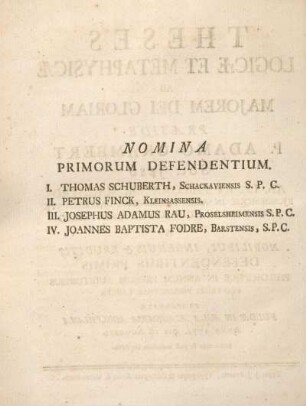 NOMINA
PRIMORUM DEFENDENTIUM.
I. THOMAS SCHUBERTH, SCHACKAVIENSIS S. P. C.
II. PETRUS FINCK, KLEINSASSENSIS.
III. JOSEPHUS ADAMUS RAU, PROSELSHEIMENSIS S. P. C.
IV. JOANNES BAPTISTA FODRE, BARSTENSIS, S. P. C.